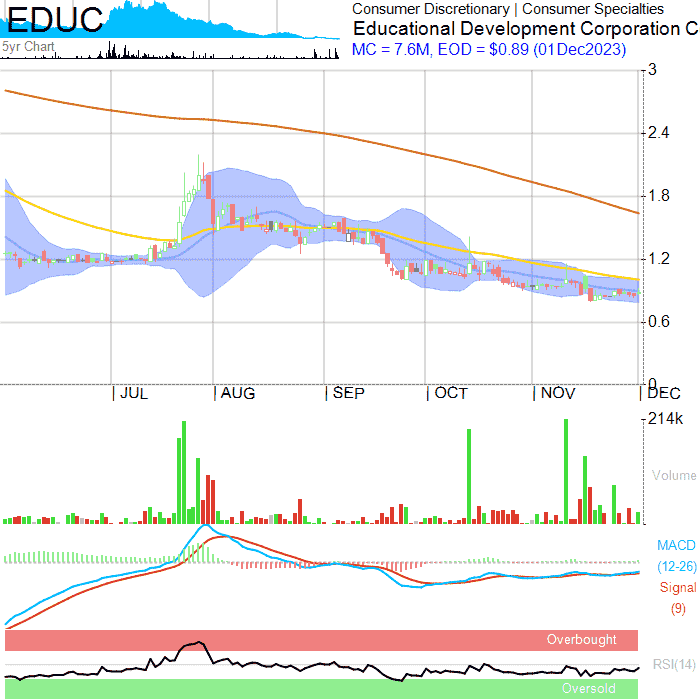 EDUC
Consumer Discretionary | Consumer Specialties
Educational Development Corporation C
MC = 7.6M, EOD = $0.89 (01Dec2023)
5yr Chart
3
2.4
1.8
1.2
0.6
0
JUL
AUG
SEP
OCT
NOV
DEC
214k
Volume
MACD
(12-26)
Signal
(9)
Overbought
RSI(14)
Oversold